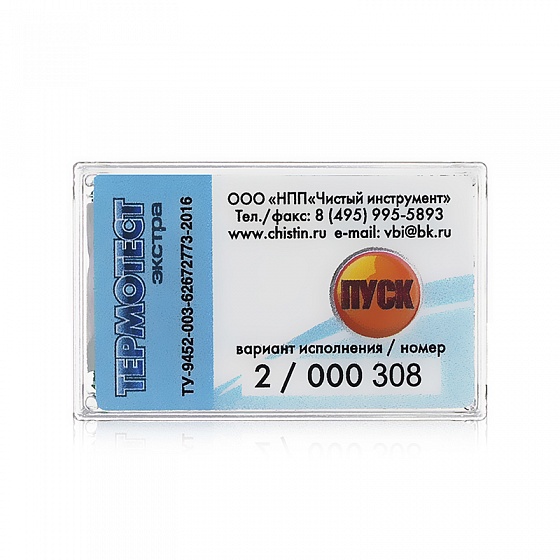 ТЕРМОТЕСТ
экстра
ТУ-9452-003-62672773-2016
ООО «НПП«Чистый инструмент»
Тел./факс: 8 (495) 995-5893
www.chistin.ru e-mail: vbi@bk.ru
ПУСК
вариант исполнения / номер
2 / 000 308